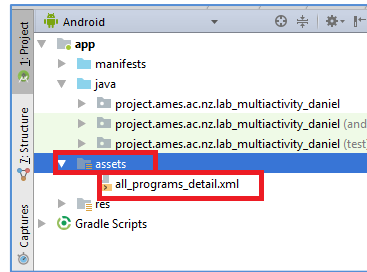 Android
1: Project
app
manifests
java
project.ames.ac.nz.lab_multiactivity_daniel
project.ames.ac.nz.lab_multiactivity_daniel (and
project.ames.ac.nz.lab_multiactivity_daniel (test)
7: Structure
assets
all_programs_detail.xml
res
Captures
Gradle Scripts